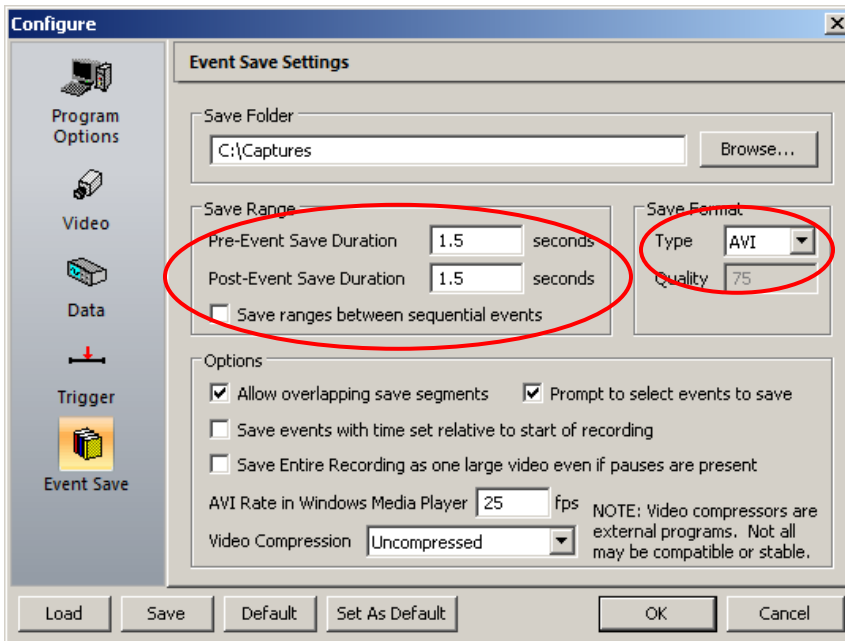 Configure
Program
Options
Video
Data
Trigger
Event Save
Event Save Settings
Save Folder
C:\Captures
Browse...
Save Range
Pre-Event Save Duration 1.5 seconds
Post-Event Save Duration 1.5 seconds
Save ranges between sequential events
Save Format
Type AVI
Quality 75
Options
Allow overlapping save segments Prompt to select events to save
Save events with time set relative to start of recording
Save Entire Recording as one large video even if pauses are present
AVI Rate in Windows Media Player 25 fps
Video Compression Uncompressed
NOTE: Video compressors are
external programs. Not all
may be compatible or stable.
Load Save Default Set As Default OK Cancel